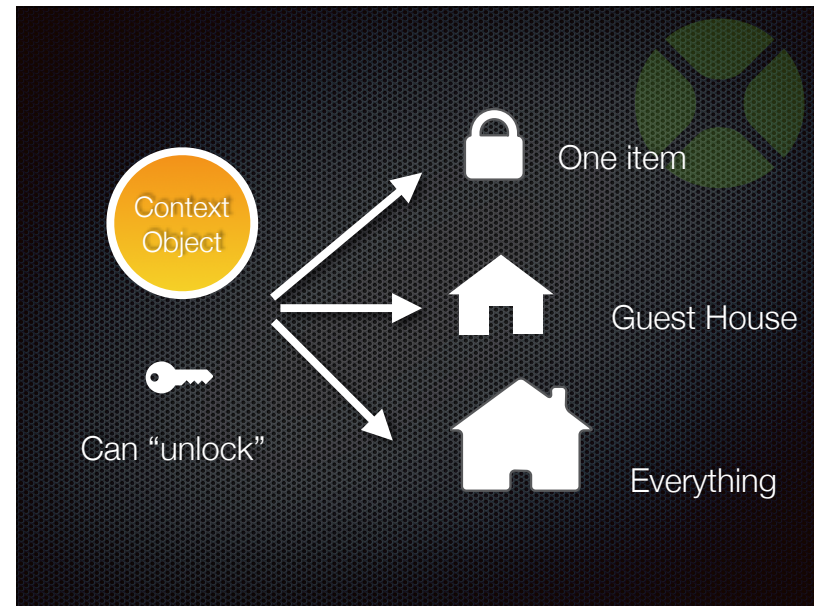 Context
Object
Can “unlock”
One item
Guest House
Everything